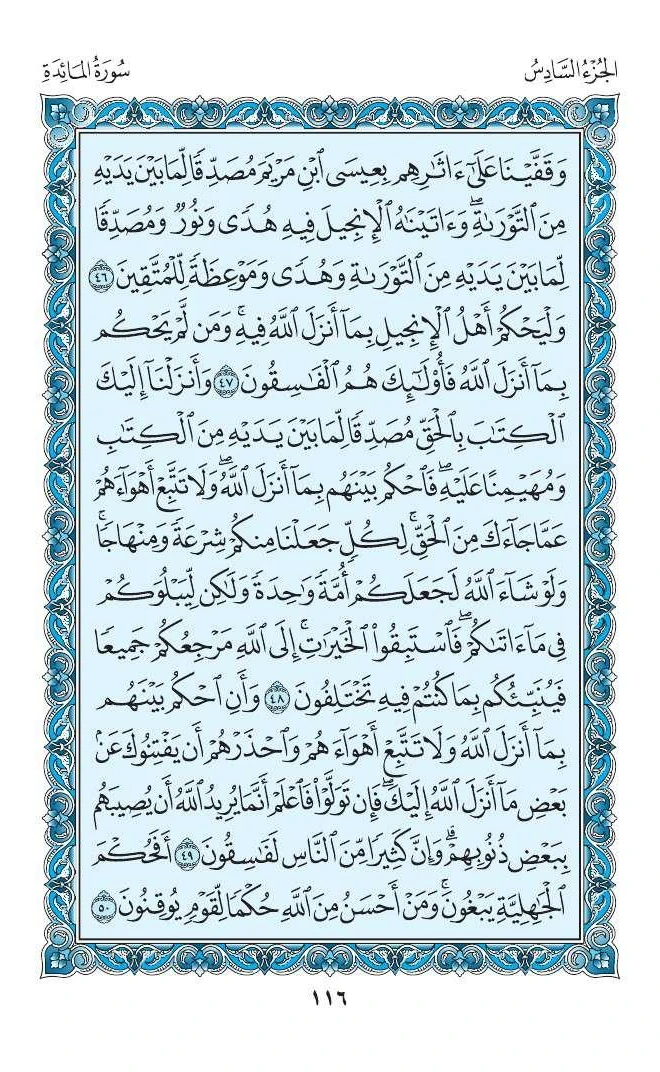 الجُزْءُ السَّادِسُ
سُورَةُ المَائِدَةِ
وَقَفَّيْنَا عَلَىٰٓ ءَاثَٰرِهِم بِعِيسَى ٱبْنِ مَرْيَمَ مُصَدِّقًا لِّمَا بَيْنَ يَدَيْهِ
مِنَ ٱلتَّوْرَىٰةِۖ وَءَاتَيْنَٰهُ ٱلْإِنجِيلَ فِيهِ هُدًى وَنُورٌ وَمُصَدِّقًا
لِّمَا بَيْنَ يَدَيْهِ مِنَ ٱلتَّوْرَىٰةِ وَهُدًى وَمَوْعِظَةً لِّلْمُتَّقِينَ ٤٦
وَلْيَحْكُمْ أَهْلُ ٱلْإِنجِيلِ بِمَآ أَنزَلَ ٱللَّهُ فِيهِۚ وَمَن لَّمْ يَحْكُم
بِمَآ أَنزَلَ ٱللَّهُ فَأُوْلَٰٓئِكَ هُمُ ٱلْفَٰسِقُونَ ٤٧ وَأَنزَلْنَآ إِلَيْكَ
ٱلْكِتَٰبَ بِٱلْحَقِّ مُصَدِّقًا لِّمَا بَيْنَ يَدَيْهِ مِنَ ٱلْكِتَٰبِ
وَمُهَيْمِنًا عَلَيْهِۖ فَٱحْكُم بَيْنَهُم بِمَآ أَنزَلَ ٱللَّهُۖ وَلَا تَتَّبِعْ أَهْوَآءَهُمْ
عَمَّا جَآءَكَ مِنَ ٱلْحَقِّۚ لِكُلٍّ جَعَلْنَا مِنكُمْ شِرْعَةً وَمِنْهَاجًاۚ
وَلَوْ شَآءَ ٱللَّهُ لَجَعَلَكُمْ أُمَّةً وَٰحِدَةً وَلَٰكِن لِّيَبْلُوَكُمْ
فِى مَآ ءَاتَىٰكُمْۖ فَٱسْتَبِقُوا۟ ٱلْخَيْرَٰتِۚ إِلَى ٱللَّهِ مَرْجِعُكُمْ جَمِيعًا
فَيُنَبِّئُكُم بِمَا كُنتُمْ فِيهِ تَخْتَلِفُونَ ٤٨ وَأَنِ ٱحْكُم بَيْنَهُم
بِمَآ أَنزَلَ ٱللَّهُ وَلَا تَتَّبِعْ أَهْوَآءَهُمْ وَٱحْذَرْهُمْ أَن يَفْتِنُوكَ عَنۢ
بَعْضِ مَآ أَنزَلَ ٱللَّهُ إِلَيْكَۖ فَإِن تَوَلَّوْا۟ فَٱعْلَمْ أَنَّمَا يُرِيدُ ٱللَّهُ أَن يُصِيبَهُم
بِبَعْضِ ذُنُوبِهِمْۗ وَإِنَّ كَثِيرًا مِّنَ ٱلنَّاسِ لَفَٰسِقُونَ ٤٩ أَفَحُكْمَ
ٱلْجَٰهِلِيَّةِ يَبْغُونَۚ وَمَنْ أَحْسَنُ مِنَ ٱللَّهِ حُكْمًا لِّقَوْمٍ يُوقِنُونَ ٥٠
١١٦